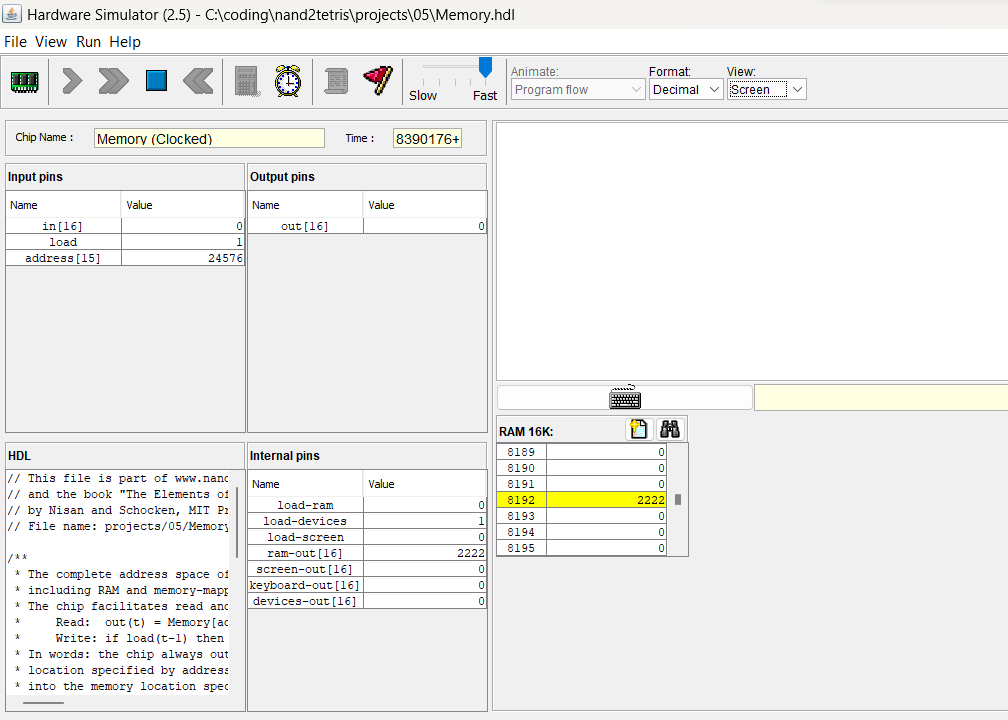 Hardware Simulator (2.5) - C:\coding\nand2tetris\projects\05\Memory.hdl
File View Run Help
Slow Fast
Animate: Format: View:
Program flow Decimal Screen
Chip Name : Memory (Clocked) Time : 8390176+
Input pins
Name Value
in[16] 0
load 1
address[15] 24576
Output pins
Name Value
out[16] 0
HDL
// This file is part of www.nand
// and the book "The Elements of
// by Nisan and Schocken, MIT Pr
// File name: projects/05/Memory
/**
* The complete address space of
* including RAM and memory-mapp
* The chip facilitates read and
* Read: out(t) = Memory[ad
* Write: if load(t-1) then
* In words: the chip always out
* location specified by address
* into the memory location spec
Internal pins
Name Value
load-ram 0
load-devices 1
load-screen 0
ram-out[16] 2222
screen-out[16] 0
keyboard-out[16] 0
devices-out[16] 0
RAM 16K:
8189 0
8190 0
8191 0
8192 2222
8193 0
8194 0
8195 0